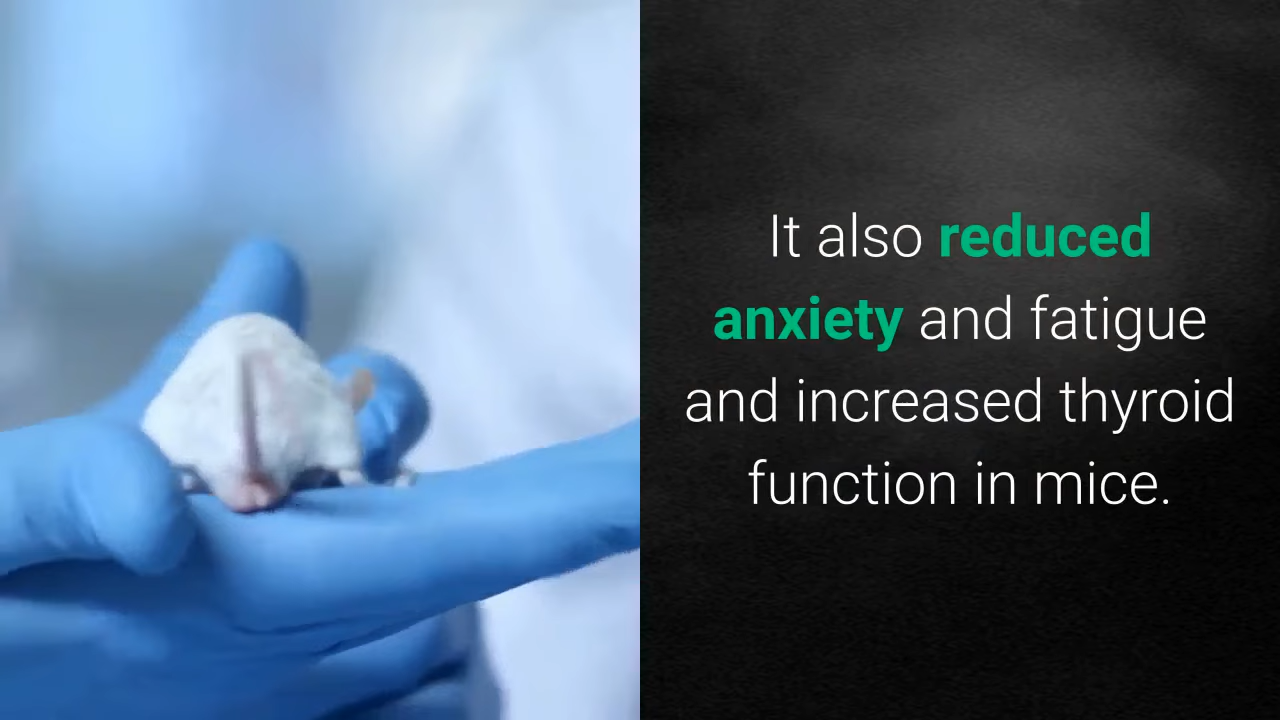 It also reduced
anxiety and fatigue
and increased thyroid
function in mice.